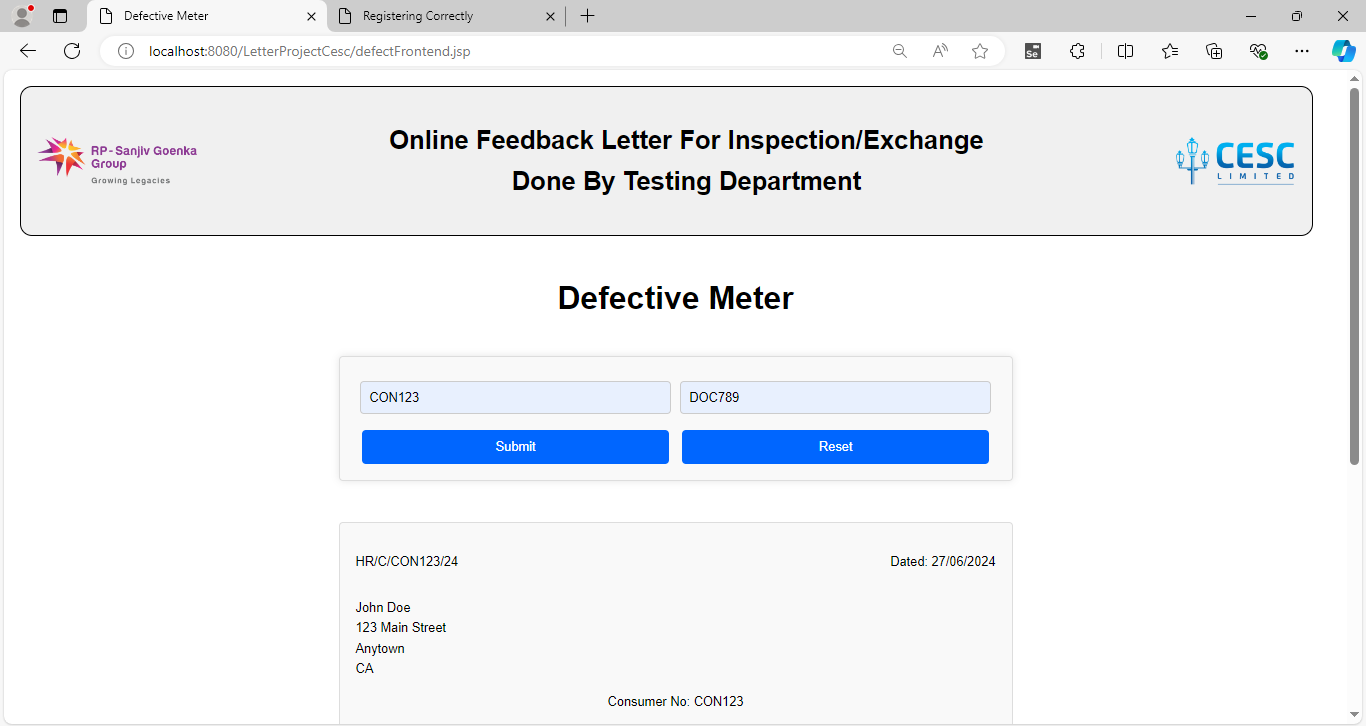 Defective Meter
Registering Correctly
localhost:8080/LetterProjectCesc/defectFrontend.jsp
Se
RP-Sanjiv Goenka
Group
Growing Legacies
Online Feedback Letter For Inspection/Exchange
Done By Testing Department
CESC
LIMITED
Defective Meter
CON123 DOC789
Submit Reset
HR/C/CON123/24 Dated: 27/06/2024
John Doe
123 Main Street
Anytown
CA
Consumer No: CON123